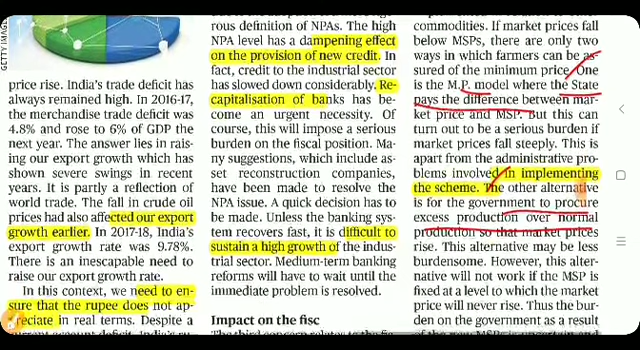 GETTY IMAG
price rise. India's trade deficit has
always remained high. In 2016-17,
the merchandise trade deficit was
4.8% and rose to 6% of GDP the
next year. The answer lies in rais-
ing our export growth which has
shown severe swings in recent
years. It is partly a reflection of
world trade. The fall in crude oil
prices had also affected our export
growth earlier. In 2017-18, India's
export growth rate was 9.78%.
There is an inescapable need to
raise our export growth rate.
In this context, we need to en-
sure that the rupee does not ap-
preciate in real terms. Despite a
rous definition of NPAs. The high
NPA level has a dampening effect
on the provision of new credit. In
fact, credit to the industrial sector
has slowed down considerably. Re-
capitalisation of banks has be-
come an urgent necessity. Of
course, this will impose a serious
burden on the fiscal position. Ma-
ny suggestions, which include as-
set reconstruction companies,
have been made to resolve the
NPA issue. A quick decision has to
be made. Unless the banking sys-
tem recovers fast, it is difficult to
sustain a high growth of the indus-
trial sector. Medium-term banking
reforms will have to wait until the
immediate problem is resolved.
Impact on the fisc
commodities. If market prices fall
below MSPs, there are only two
ways in which farmers can be as-
sured of the minimum price. One
is the M.P. model where the State
pays the difference between mar-
ket price and MSP. But this can
turn out to be a serious burden if
market prices fall steeply. This is
apart from the administrative pro-
blems involved in implementing
the scheme. The other alternative
is for the government to procure
excess production over normal
production so that market prices
rise. This alternative may be less
burdensome. However, this alter-
native will not work if the MSP is
fixed at a level to which the market
price will never rise. Thus the bur-
den on the government as a result